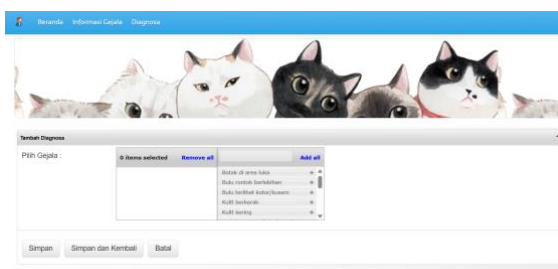 Beranda Informasi Gejala Diagnosa
Tambah Diagnosa
Pilih Gejala :
0 items selected Remove all Add all
Botak di area luka
Bulu rontok berlebihan
Bulu terlihat kotor/kusam
Kulit berkerak
Kulit kering
Simpan Simpan dan Kembali Batal